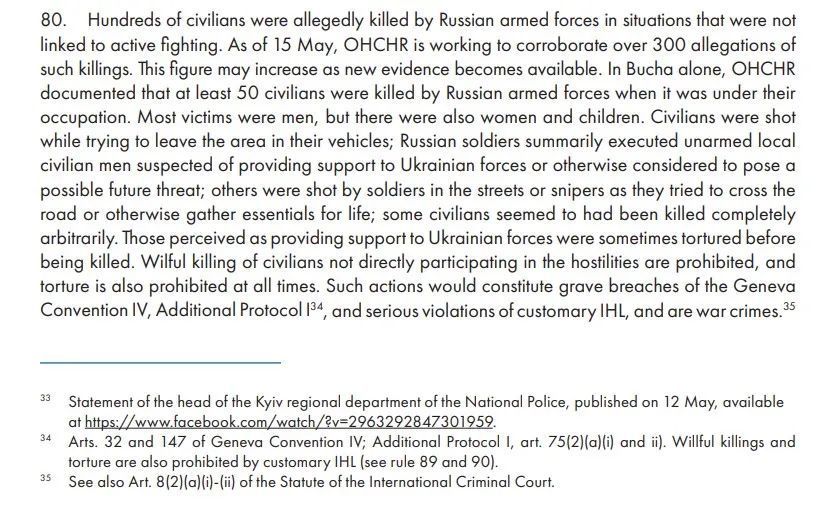 80. Hundreds of civilians were allegedly killed by Russian armed forces in situations that were not
linked to active fighting. As of 15 May, OHCHR is working to corroborate over 300 allegations of
such killings. This figure may increase as new evidence becomes available. In Bucha alone, OHCHR
documented that at least 50 civilians were killed by Russian armed forces when it was under their
occupation. Most victims were men, but there were also women and children. Civilians were shot
while trying to leave the area in their vehicles; Russian soldiers summarily executed unarmed local
civilian men suspected of providing support to Ukrainian forces or otherwise considered to pose a
possible future threat; others were shot by soldiers in the streets or snipers as they tried to cross the
road or otherwise gather essentials for life; some civilians seemed to had been killed completely
arbitrarily. Those perceived as providing support to Ukrainian forces were sometimes tortured before
being killed. Wilful killing of civilians not directly participating in the hostilities are prohibited, and
torture is also prohibited at all times. Such actions would constitute grave breaches of the Geneva
Convention IV, Additional Protocol I³⁴, and serious violations of customary IHL, and are war crimes.³⁵
³³ Statement of the head of the Kyiv regional department of the National Police, published on 12 May, available
at https://www.facebook.com/watch/?v=2963292847301959.
³⁴ Arts. 32 and 147 of Geneva Convention IV; Additional Protocol I, art. 75(2)(a)(i) and ii). Willful killings and
torture are also prohibited by customary IHL (see rule 89 and 90).
³⁵ See also Art. 8(2)(a)(i)-(ii) of the Statute of the International Criminal Court.